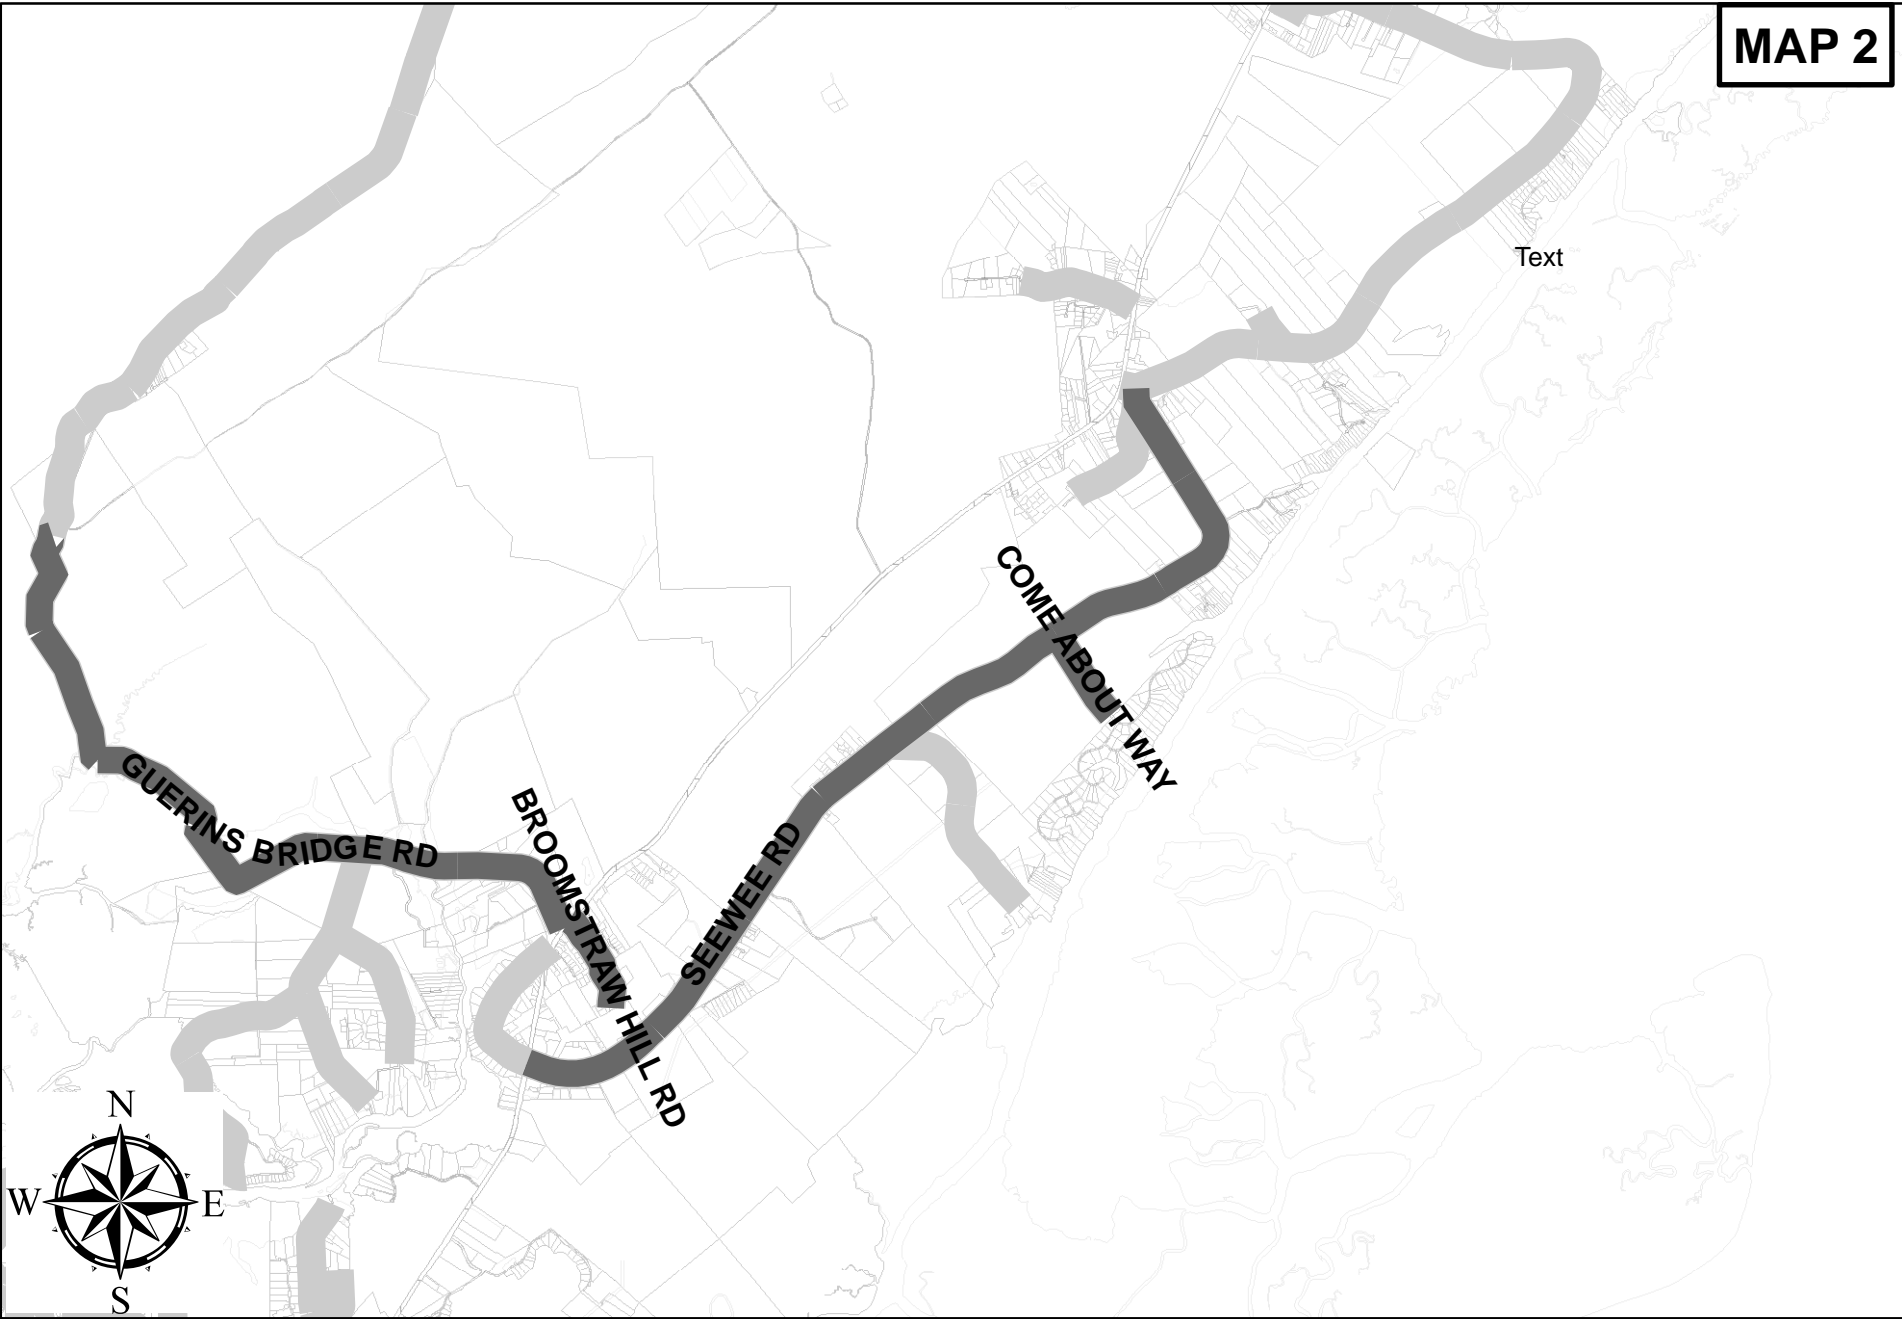 MAP 2
Text
COME ABOUT WAY
GUERINS BRIDGE RD
BROOMSTRAW HILL RD
SEEWEE RD
N
W
E
S